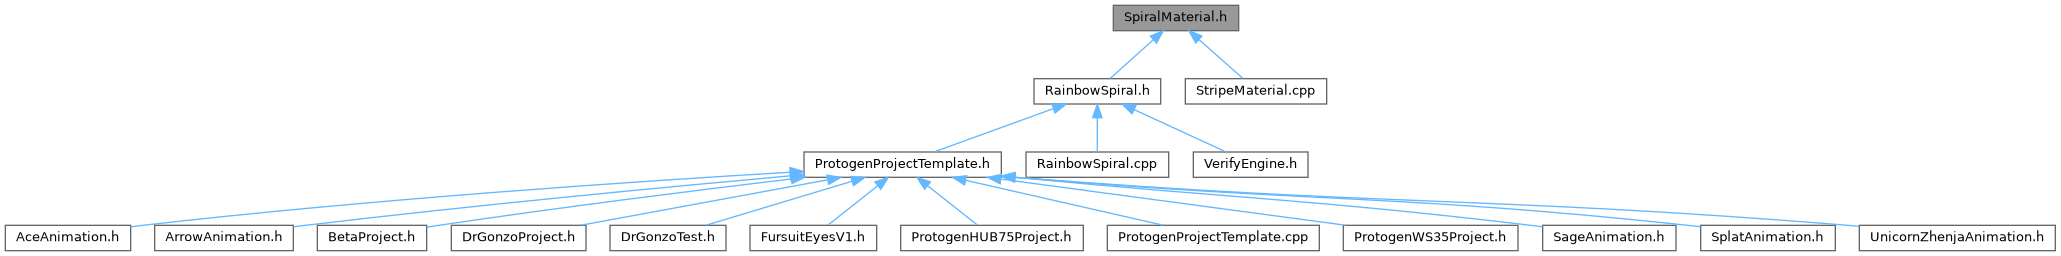 SpiralMaterial.h
RainbowSpiral.h
StripeMaterial.cpp
ProtogenProjectTemplate.h
RainbowSpiral.cpp
VerifyEngine.h
AceAnimation.h
ArrowAnimation.h
BetaProject.h
DrGonzoProject.h
DrGonzoTest.h
FursuitEyesV1.h
ProtogenHUB75Project.h
ProtogenProjectTemplate.cpp
ProtogenWS35Project.h
SageAnimation.h
SplatAnimation.h
UnicornZhenjaAnimation.h